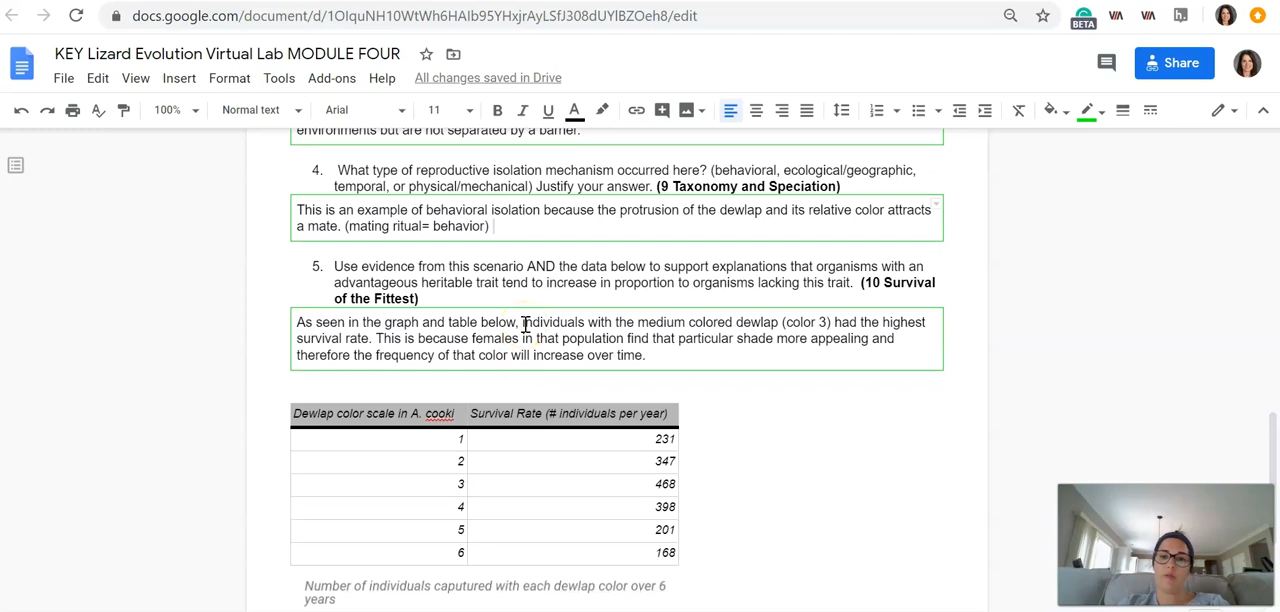 docs.google.com/document/d/1OIquNH10WtWh6HAIb95YHxjrAyLSfJ308dUYlBZOeh8/edit
BETA
KEY Lizard Evolution Virtual Lab MODULE FOUR
Share
File Edit View Insert Format Tools Add-ons Help All changes saved in Drive
100% Normal text Arial 11 B I U A
environments but are not separated by a barrier.
4. What type of reproductive isolation mechanism occurred here? (behavioral, ecological/geographic,
temporal, or physical/mechanical) Justify your answer. (9 Taxonomy and Speciation)
This is an example of behavioral isolation because the protrusion of the dewlap and its relative color attracts
a mate. (mating ritual= behavior)
5. Use evidence from this scenario AND the data below to support explanations that organisms with an
advantageous heritable trait tend to increase in proportion to organisms lacking this trait. (10 Survival
of the Fittest)
As seen in the graph and table below, individuals with the medium colored dewlap (color 3) had the highest
survival rate. This is because females in that population find that particular shade more appealing and
therefore the frequency of that color will increase over time.
Dewlap color scale in A. cooki Survival Rate (# individuals per year)
1 231
2 347
3 468
4 398
5 201
6 168
Number of individuals caputured with each dewlap color over 6
years